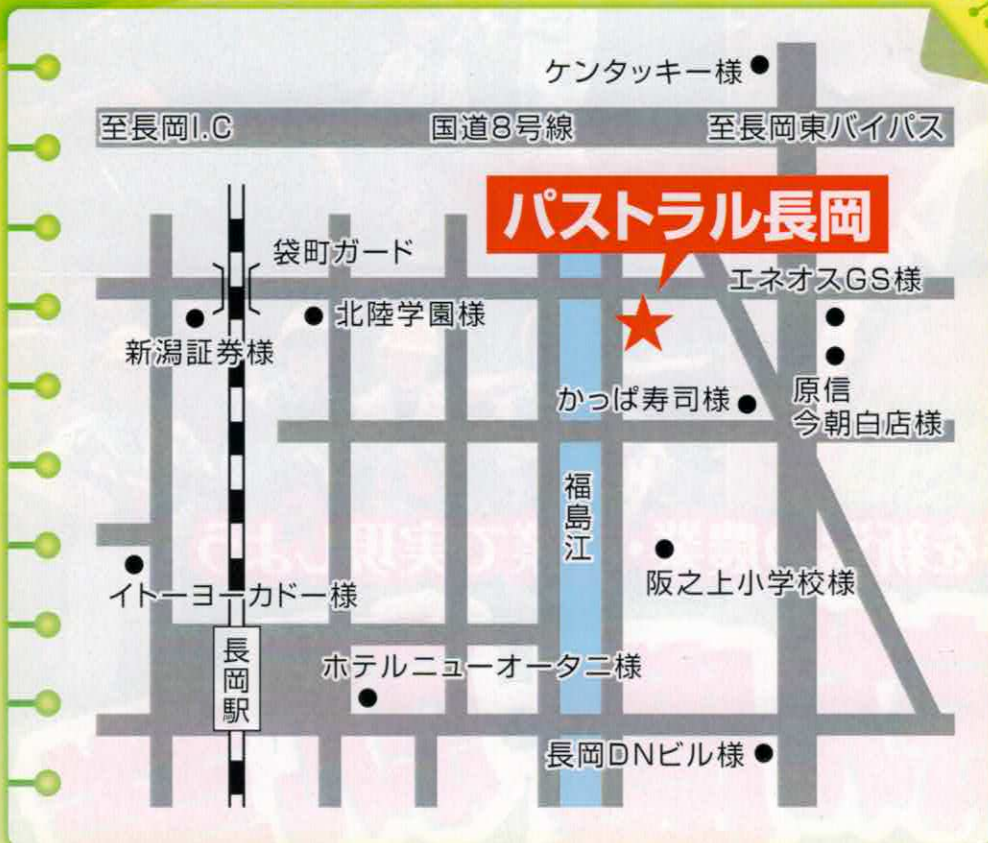 ケンタッキー様
至長岡I.C
国道8号線
至長岡東バイパス
パストラル長岡
袋町ガード
エネオスGS様
北陸学園様
新潟証券様
かっぱ寿司様
原信
今朝白店様
福島江
イトーヨーカドー様
阪之上小学校様
長岡駅
ホテルニューオータニ様
長岡DNビル様